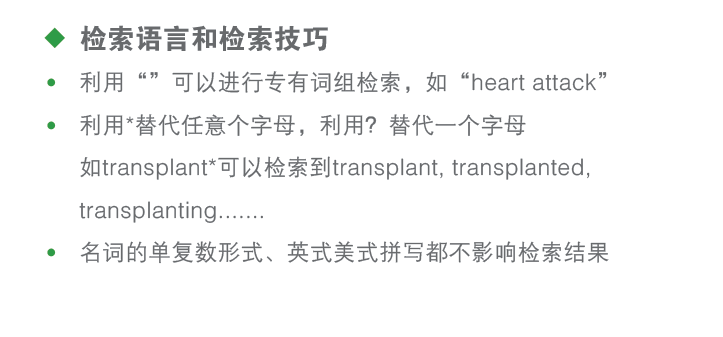 检索语言和检索技巧
利用“”可以进行专有词组检索，如“heart attack”
利用*替代任意个字母，利用？替代一个字母
如transplant*可以检索到transplant, transplanted,
transplanting.......
名词的单复数形式、英式美式拼写都不影响检索结果